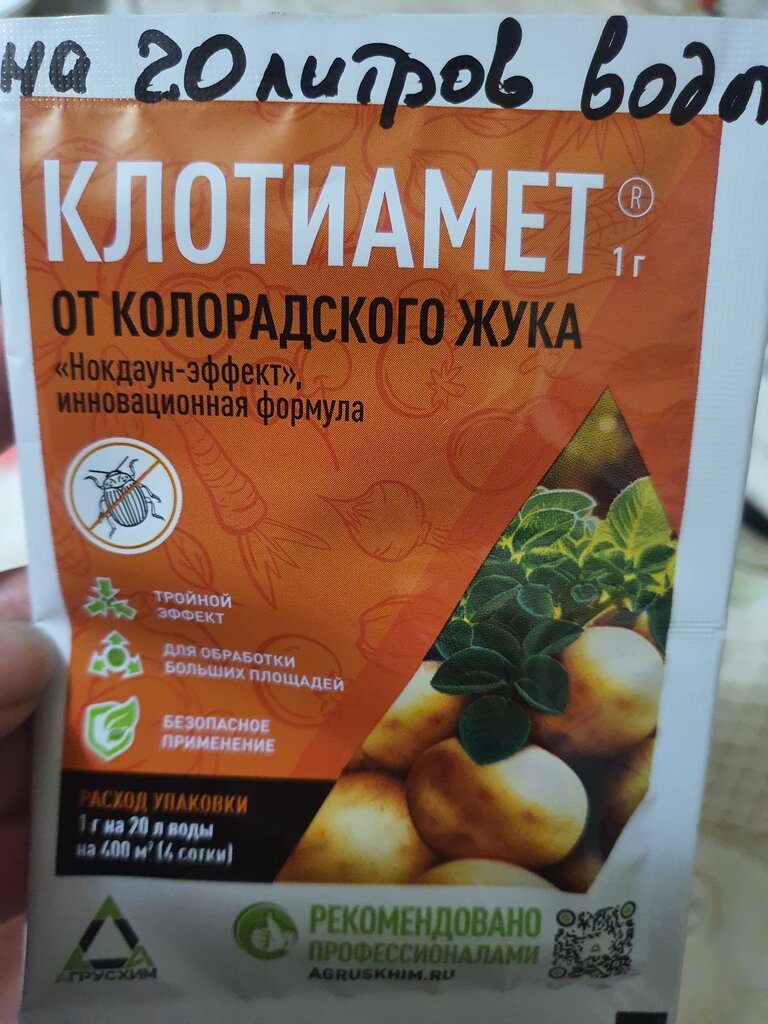 на 20 литров воды
КЛОТИАМЕТ ®
1 г
ОТ КОЛОРАДСКОГО ЖУКА
«Нокдаун-эффект»,
инновационная формула
ТРОЙНОЙ
ЭФФЕКТ
ДЛЯ ОБРАБОТКИ
БОЛЬШИХ ПЛОЩАДЕЙ
БЕЗОПАСНОЕ
ПРИМЕНЕНИЕ
РАСХОД УПАКОВКИ
1 г на 20 л воды
на 400 м² (4 сотки)
АГРУСХИМ
РЕКОМЕНДОВАНО
ПРОФЕССИОНАЛАМИ
AGRUSKHIM.RU